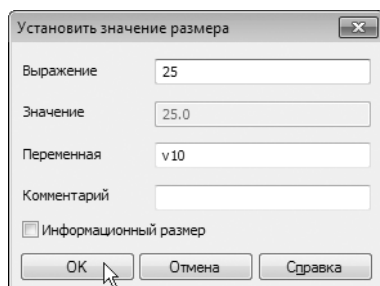 Установить значение размера
Выражение 25
Значение 25.0
Переменная v10
Комментарий
Информационный размер
OK Отмена Справка